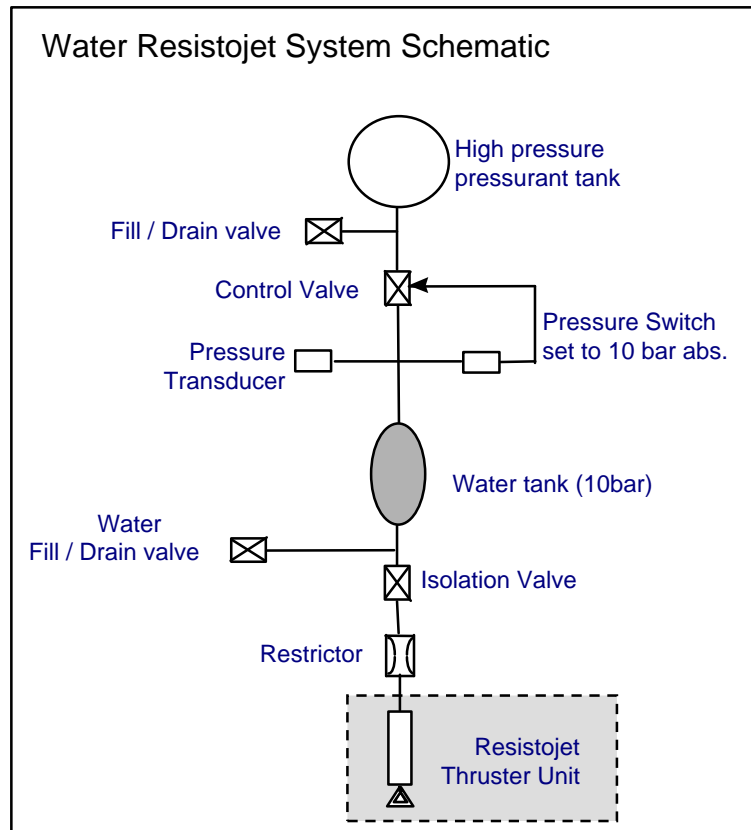 Water Resistojet System Schematic
High pressure
pressurant tank
Fill / Drain valve
Control Valve
Pressure Switch
set to 10 bar abs.
Pressure
Transducer
Water tank (10bar)
Water
Fill / Drain valve
Isolation Valve
Restrictor
Resistojet
Thruster Unit